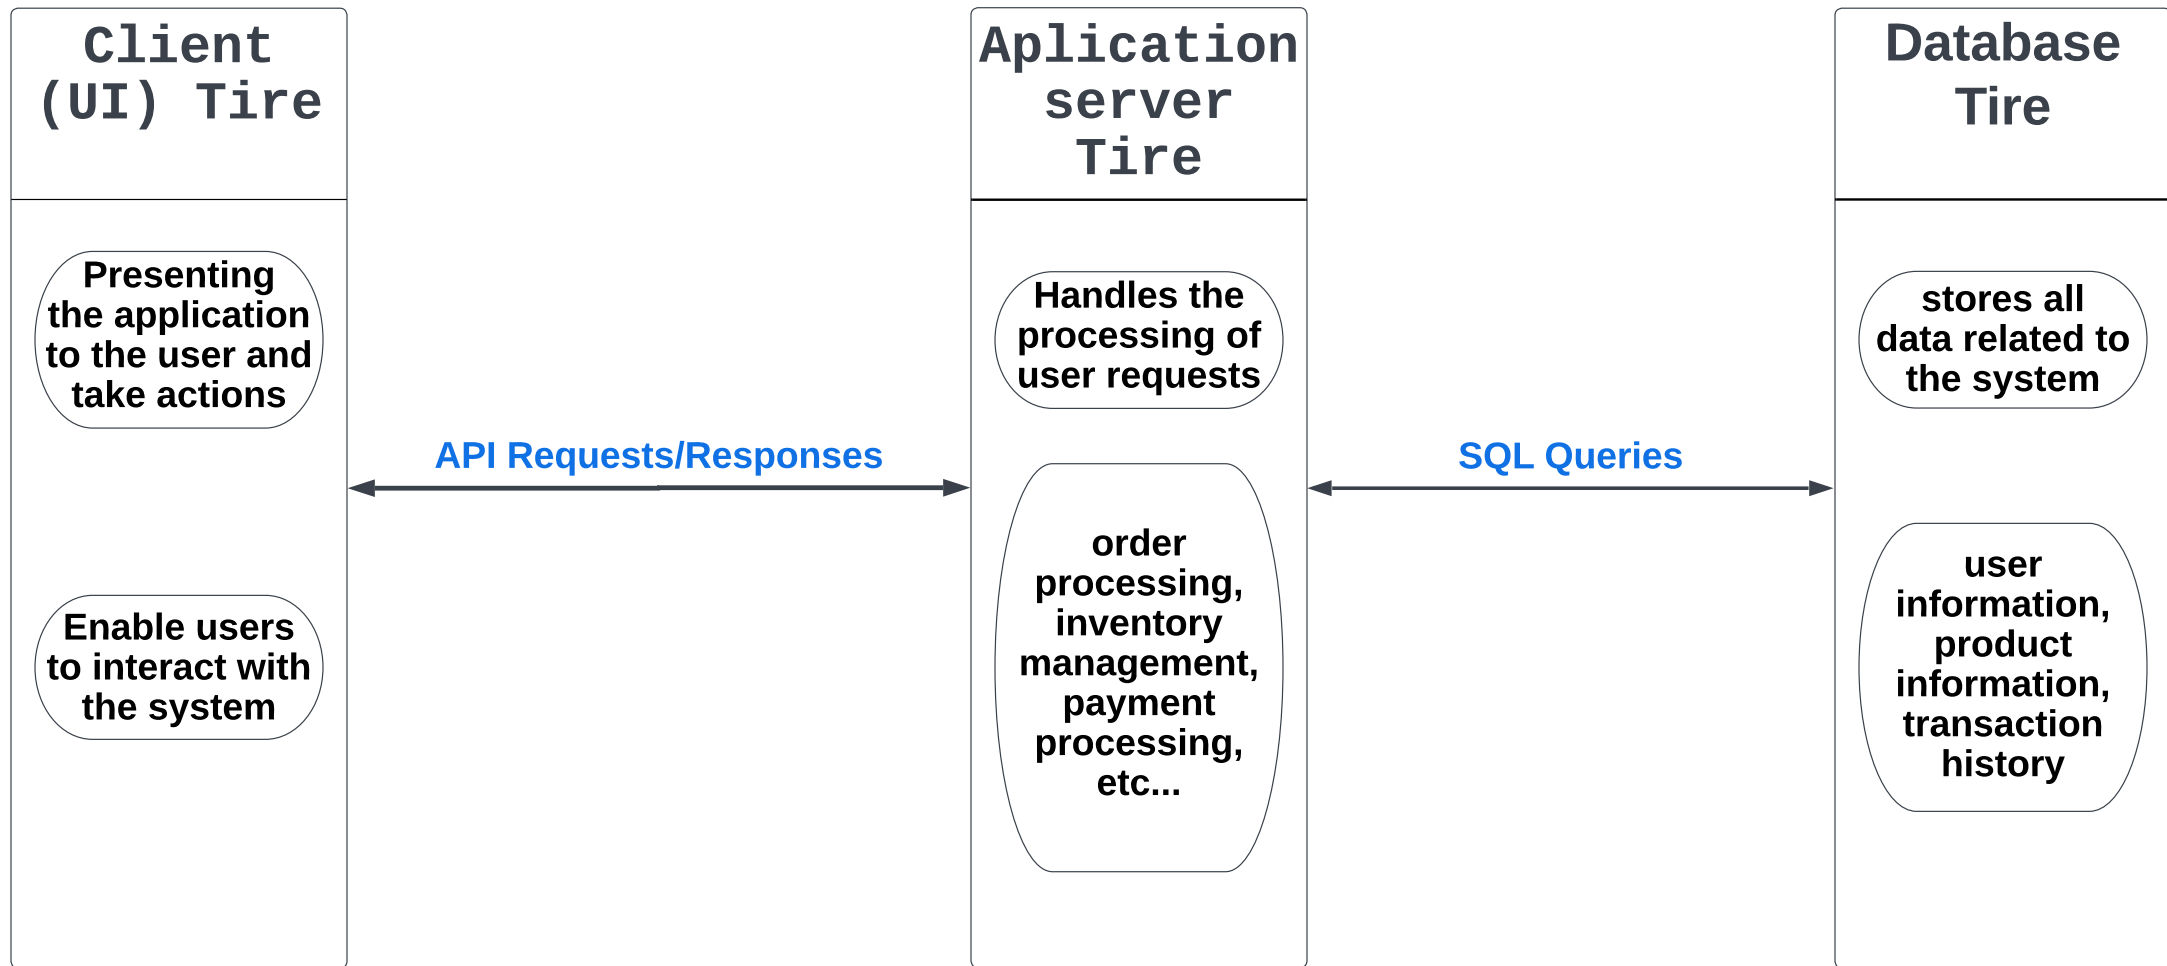 Client
(UI) Tire
Presenting
the application
to the user and
take actions
Enable users
to interact with
the system
API Requests/Responses
Aplication
server
Tire
Handles the
processing of
user requests
order
processing,
inventory
management,
payment
processing,
etc...
SQL Queries
Database
Tire
stores all
data related to
the system
user
information,
product
information,
transaction
history